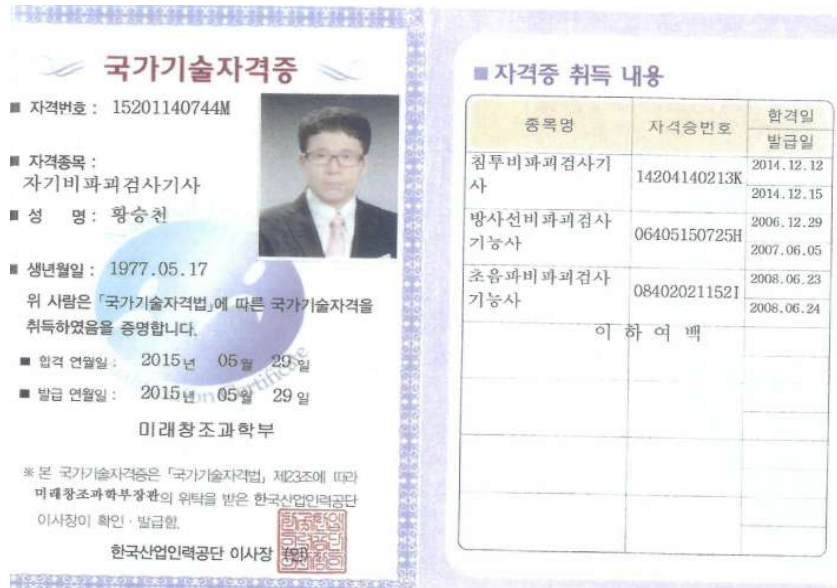 국가기술자격증
■ 자격번호 : 15201140744M
■ 자격종목 :
자기비파괴검사기사
■ 성 명 : 황승천
■ 생년월일 : 1977.05.17
위 사람은 「국가기술자격법」에 따른 국가기술자격을
취득하였음을 증명합니다.
■ 합격 연월일 : 2015년 05월 29일
■ 발급 연월일 : 2015년 05월 29일
Certificate
미래창조과학부
※ 본 국가기술자격증은 「국가기술자격법」 제23조에 따라
미래창조과학부장관의 위탁을 받은 한국산업인력공단
이사장이 확인·발급함.
한국산업인력공단 이사장 (인)
■ 자격증 취득 내용
종목명 자격증번호 합격일
발급일
침투비파괴검사기 14204140213K 2014.12.12
사 2014.12.15
방사선비파괴검사 06405150725H 2006.12.29
기능사 2007.06.05
초음파비파괴검사 08402021152I 2008.06.23
기능사 2008.06.24
이 하 여 백